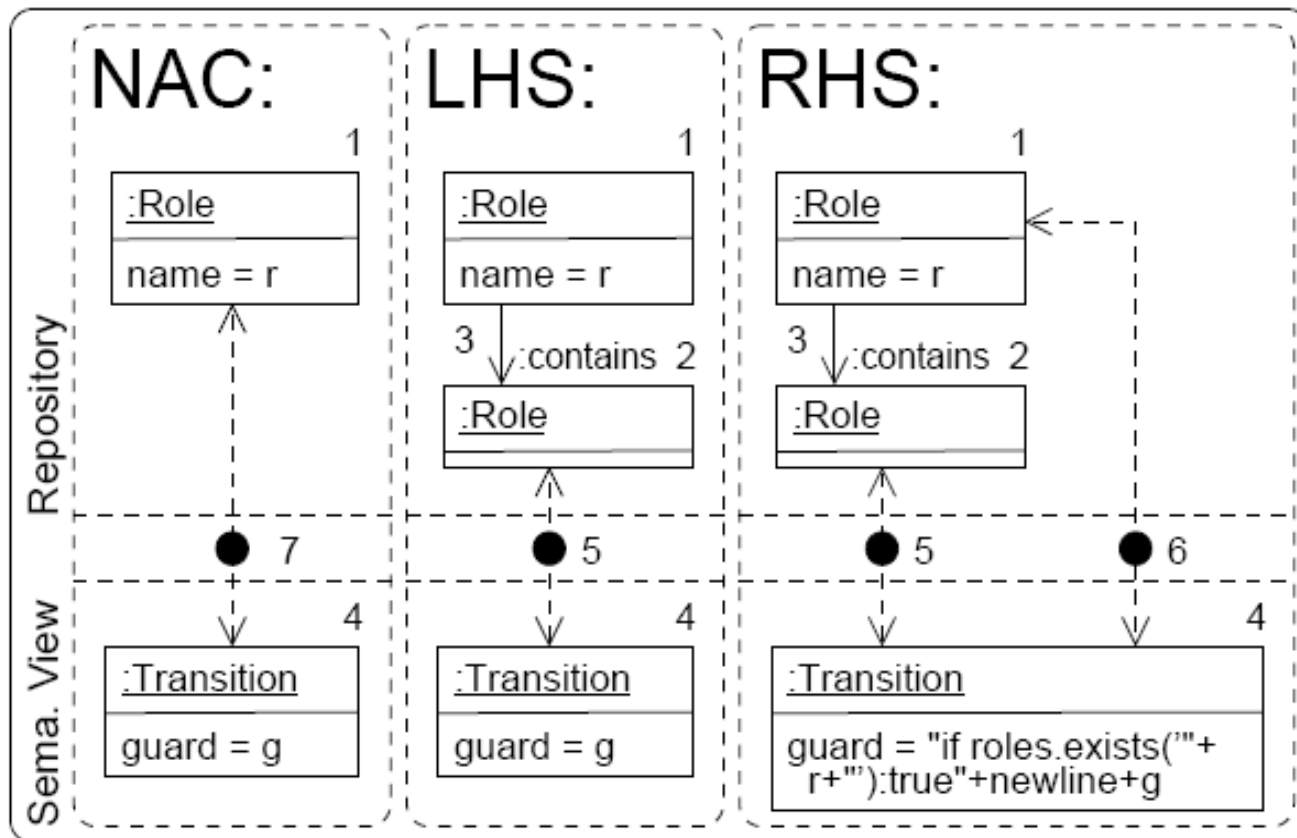 NAC:
1
:Role
name = r
7
4
:Transition
guard = g
LHS:
1
:Role
name = r
3
:contains 2
:Role
5
4
:Transition
guard = g
RHS:
1
:Role
name = r
3
:contains 2
:Role
5
6
4
:Transition
guard = "if roles.exists('"+
r+"'):true"+newline+g
Repository
Sema. View